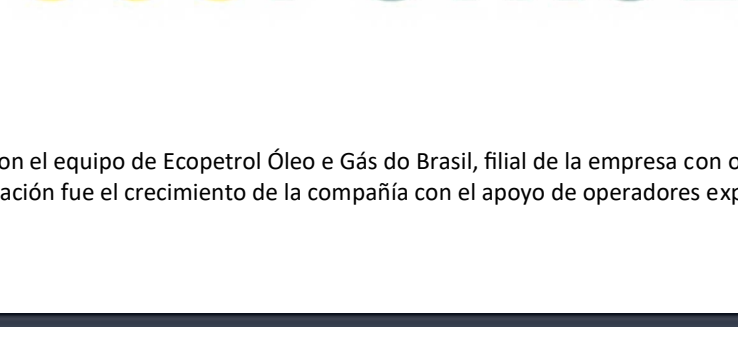 on el equipo de Ecopetrol Óleo e Gás do Brasil, filial de la empresa con o
ación fue el crecimiento de la compañía con el apoyo de operadores exp